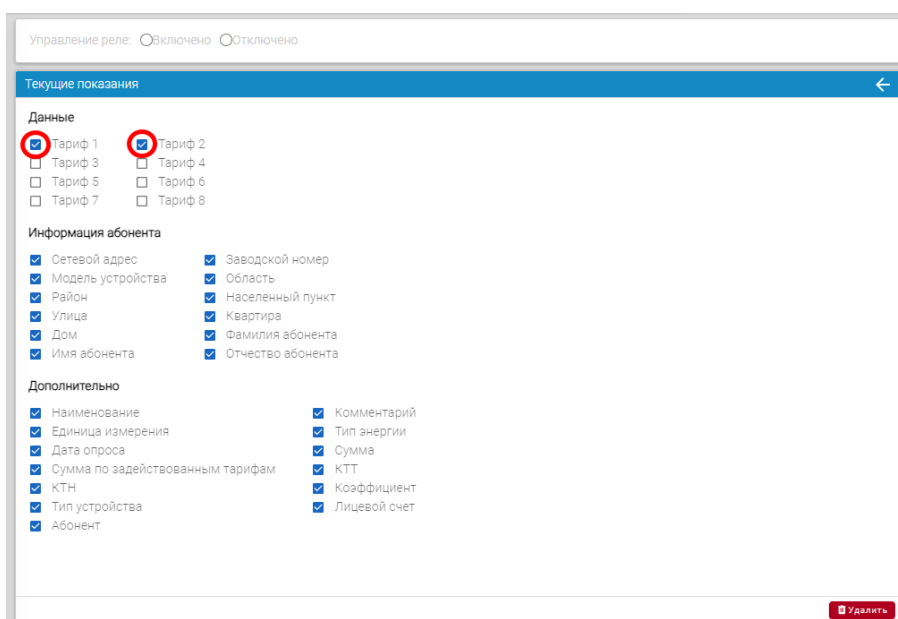 Управление реле: Включено Отключено
Текущие показания
Данные
Тариф 1 Тариф 2
Тариф 3 Тариф 4
Тариф 5 Тариф 6
Тариф 7 Тариф 8
Информация абонента
Сетевой адрес Заводской номер
Модель устройства Область
Район Населенный пункт
Улица Квартира
Дом Фамилия абонента
Имя абонента Отчество абонента
Дополнительно
Наименование Комментарий
Единица измерения Тип энергии
Дата опроса Сумма
Сумма по задействованным тарифам КТТ
КТН Коэффициент
Тип устройства Лицевой счет
Абонент
Удалить